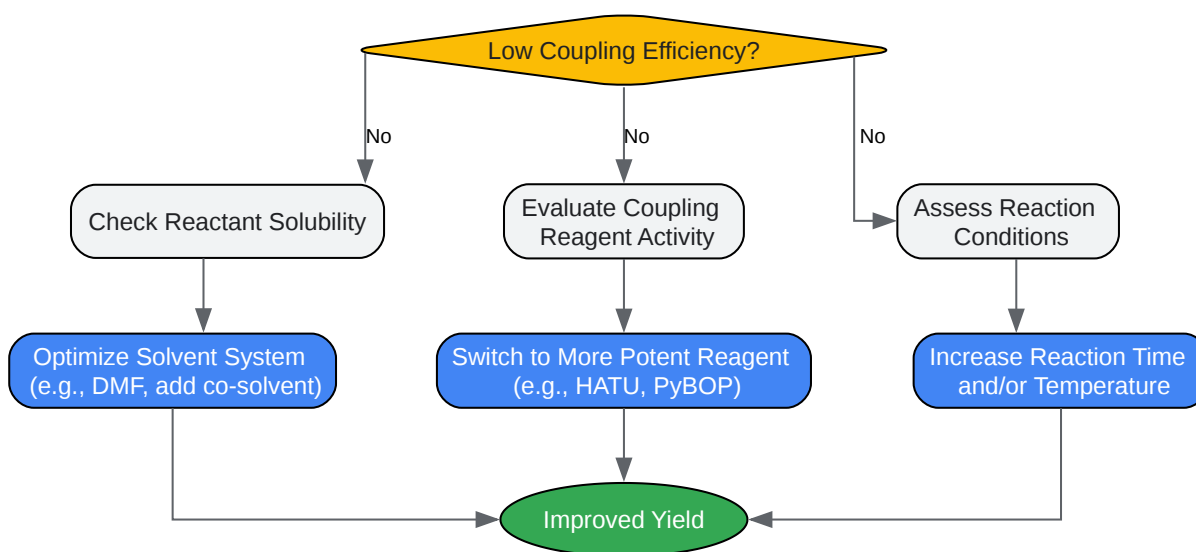 Low Coupling Efficiency?
No
No
No
Check Reactant Solubility
Evaluate Coupling
Reagent Activity
Assess Reaction
Conditions
Optimize Solvent System
(e.g., DMF, add co-solvent)
Switch to More Potent Reagent
(e.g., HATU, PyBOP)
Increase Reaction Time
and/or Temperature
Improved Yield